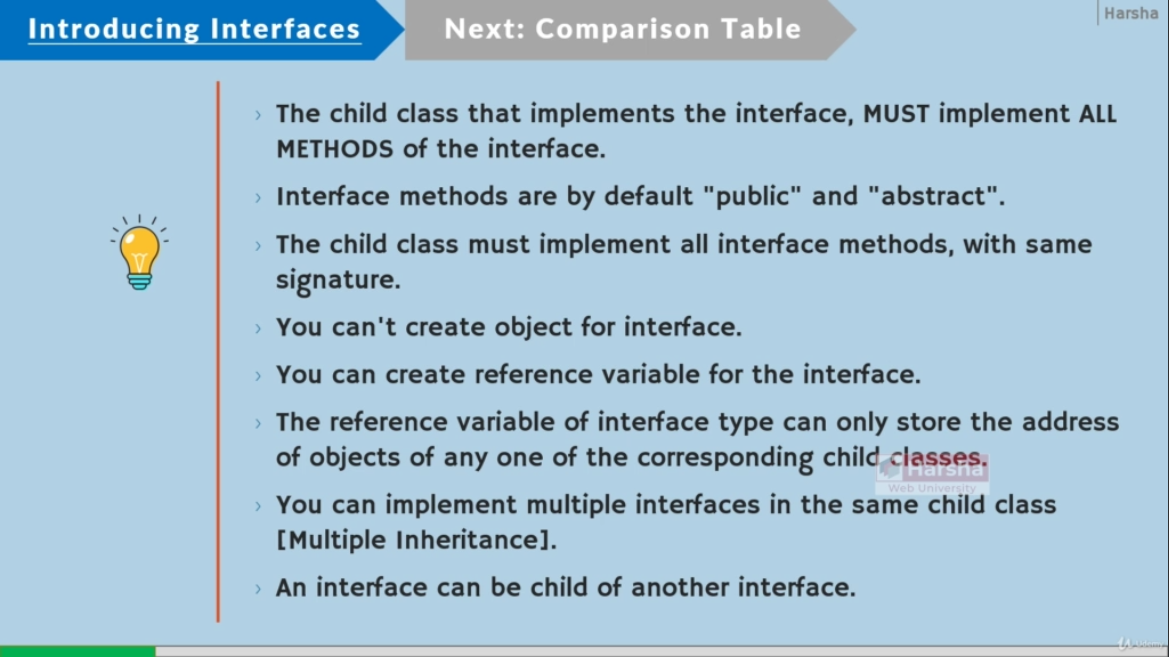 Introducing Interfaces
Next: Comparison Table
Harsha
› The child class that implements the interface, MUST implement ALL
METHODS of the interface.
› Interface methods are by default "public" and "abstract".
› The child class must implement all interface methods, with same
signature.
› You can't create object for interface.
› You can create reference variable for the interface.
› The reference variable of interface type can only store the address
of objects of any one of the corresponding child classes.
Harsha
Web University
› You can implement multiple interfaces in the same child class
[Multiple Inheritance].
› An interface can be child of another interface.
Udemy